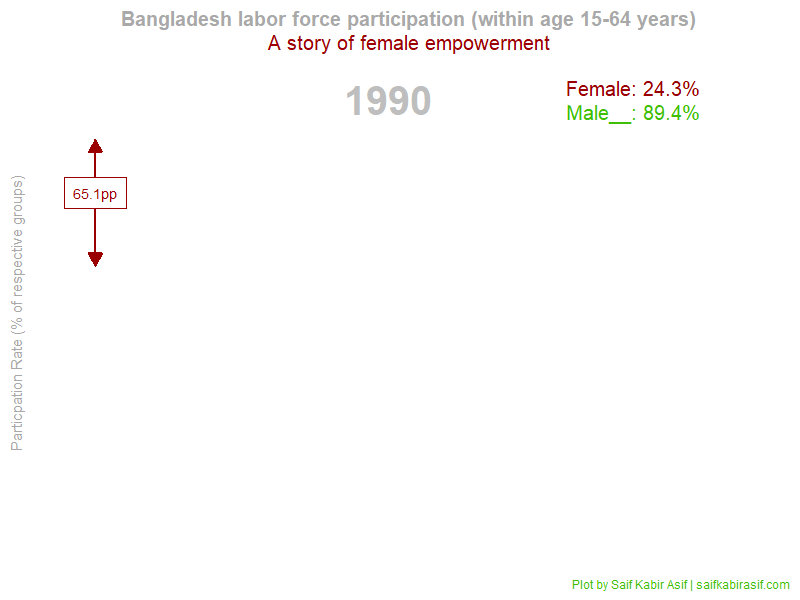 Bangladesh labor force participation (within age 15-64 years)
A story of female empowerment
1990
Female: 24.3%
Male__: 89.4%
65.1pp
Particpation Rate (% of respective groups)
Plot by Saif Kabir Asif | saifkabirasif.com